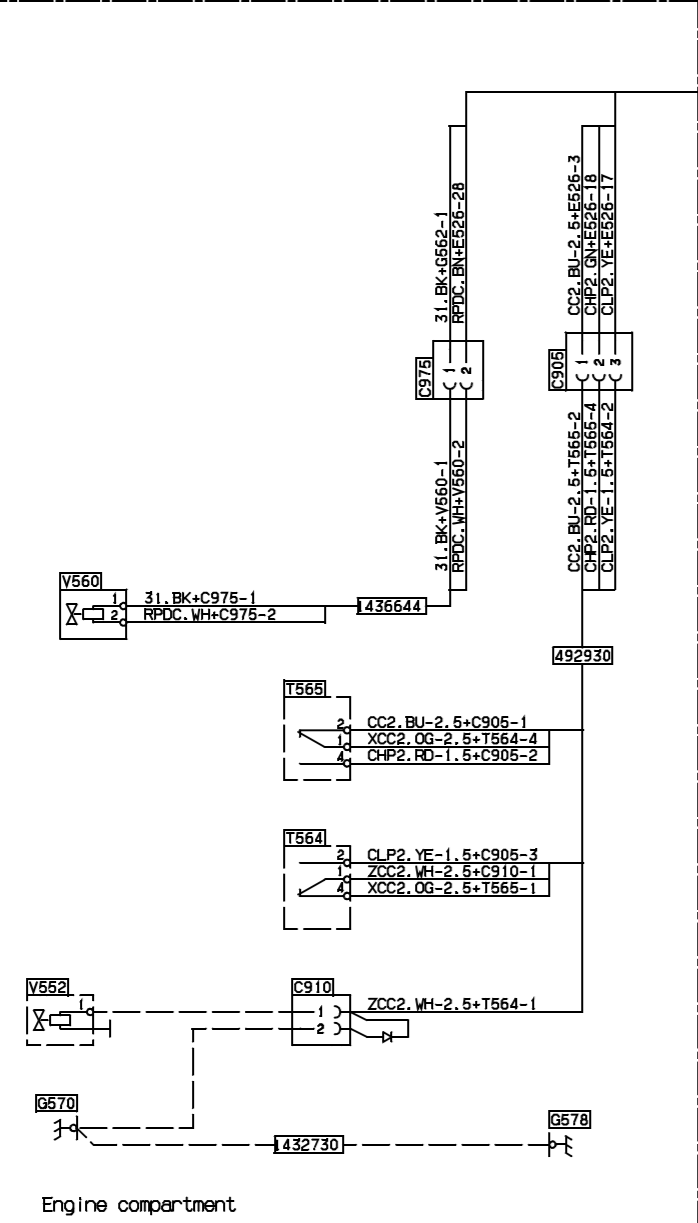 31.BK+G562-1
RPDC.BN+E526-28
CC2.BU-2.5+E526-3
CHP2.GN+E526-18
CLP2.YE+E526-17
C975
1
2
C905
1
2
3
31.BK+V560-1
RPDC.WH+V560-2
CC2.BU-2.5+T565-2
CHP2.RD-1.5+T565-4
CLP2.YE-1.5+T564-2
V560
1
31.BK+C975-1
2
RPDC.WH+C975-2
1436644
492930
T565
2
CC2.BU-2.5+C905-1
1
XCC2.OG-2.5+T564-4
4
CHP2.RD-1.5+C905-2
T564
2
CLP2.YE-1.5+C905-3
1
ZCC2.WH-2.5+C910-1
4
XCC2.OG-2.5+T565-1
V552
1
C910
1
2
ZCC2.WH-2.5+T564-1
G570
1432730
G578
Engine compartment